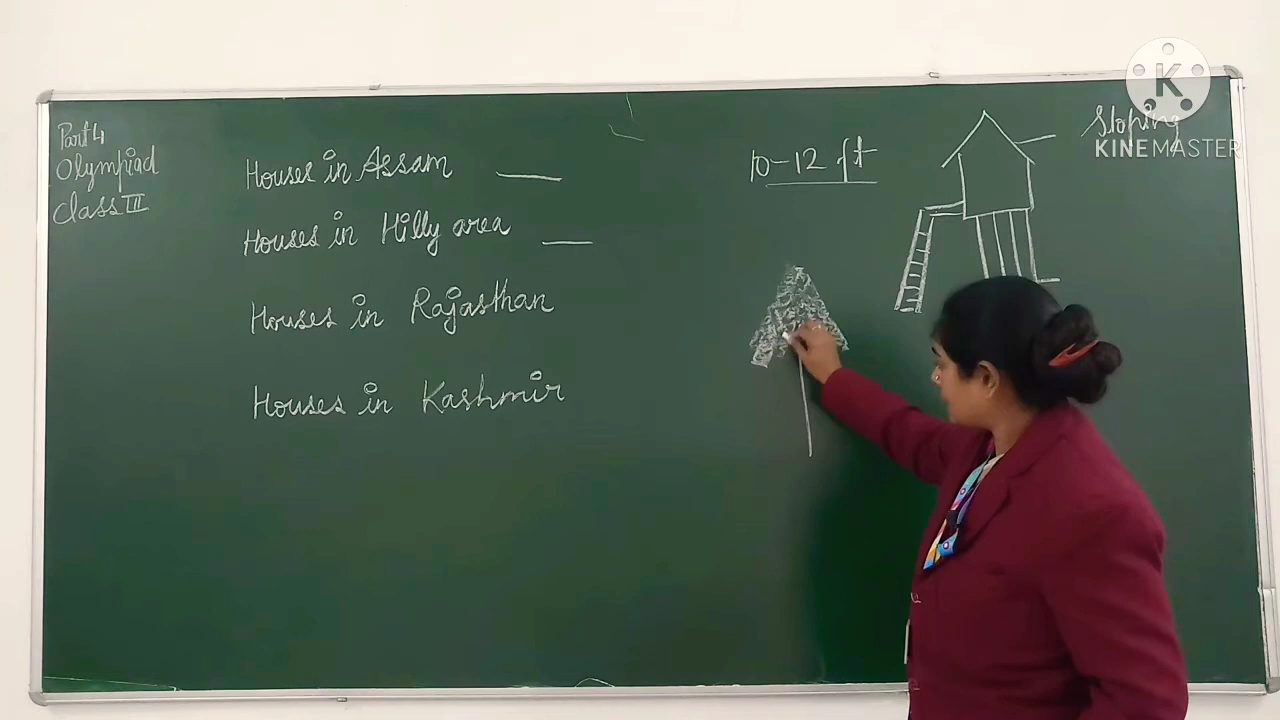 Part 4
Olympiad
Class III
Houses in Assam
Houses in Hilly area
Houses in Rajasthan
Houses in Kashmir
10-12 ft
Sloping
K
KINEMASTER